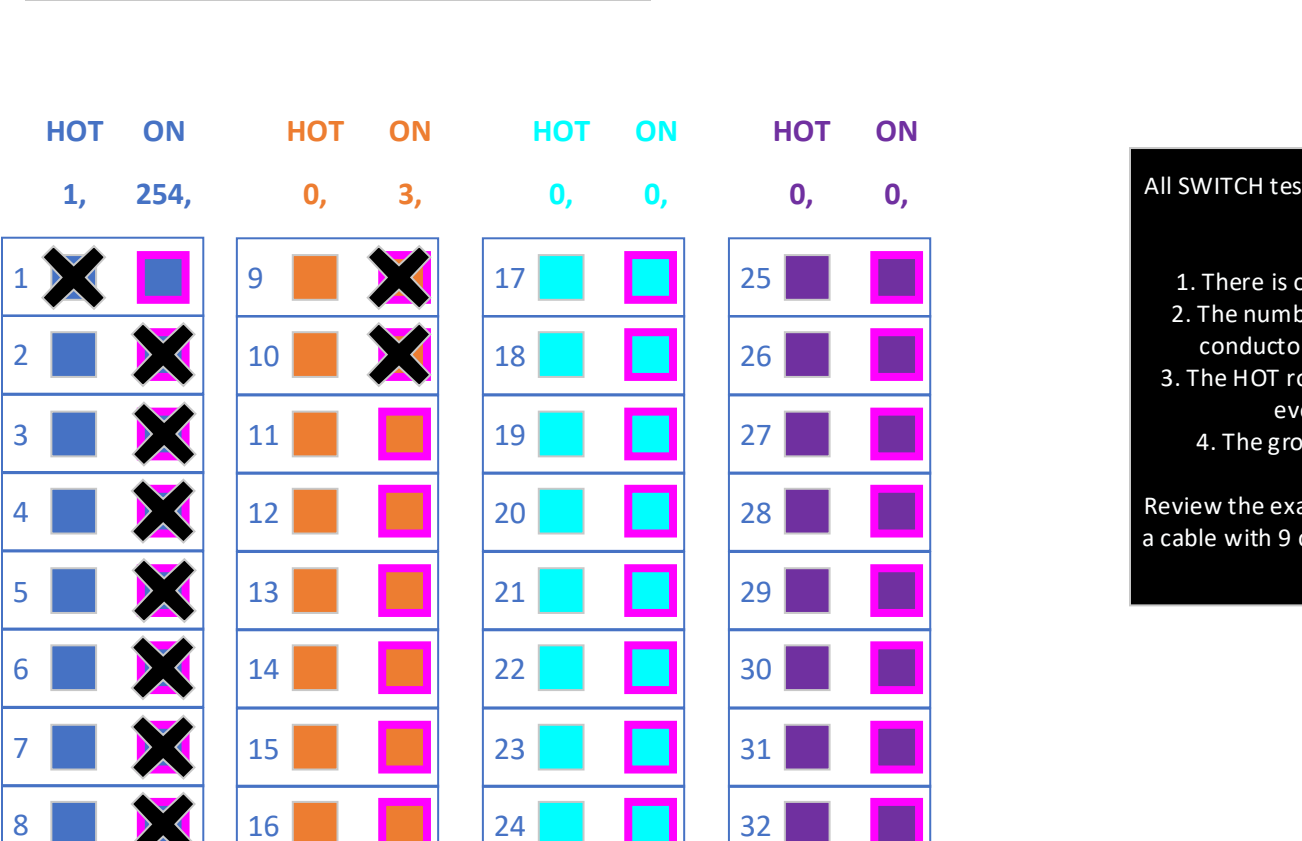 HOT ON HOT ON HOT ON HOT ON
1, 254, 0, 3, 0, 0, 0, 0,
1 9 17 25
2 10 18 26
3 11 19 27
4 12 20 28
5 13 21 29
6 14 22 30
7 15 23 31
8 16 24 32
All SWITCH tes
1. There is
2. The numb
conducto
3. The HOT ro
eve
4. The gro
Review the exa
a cable with 9